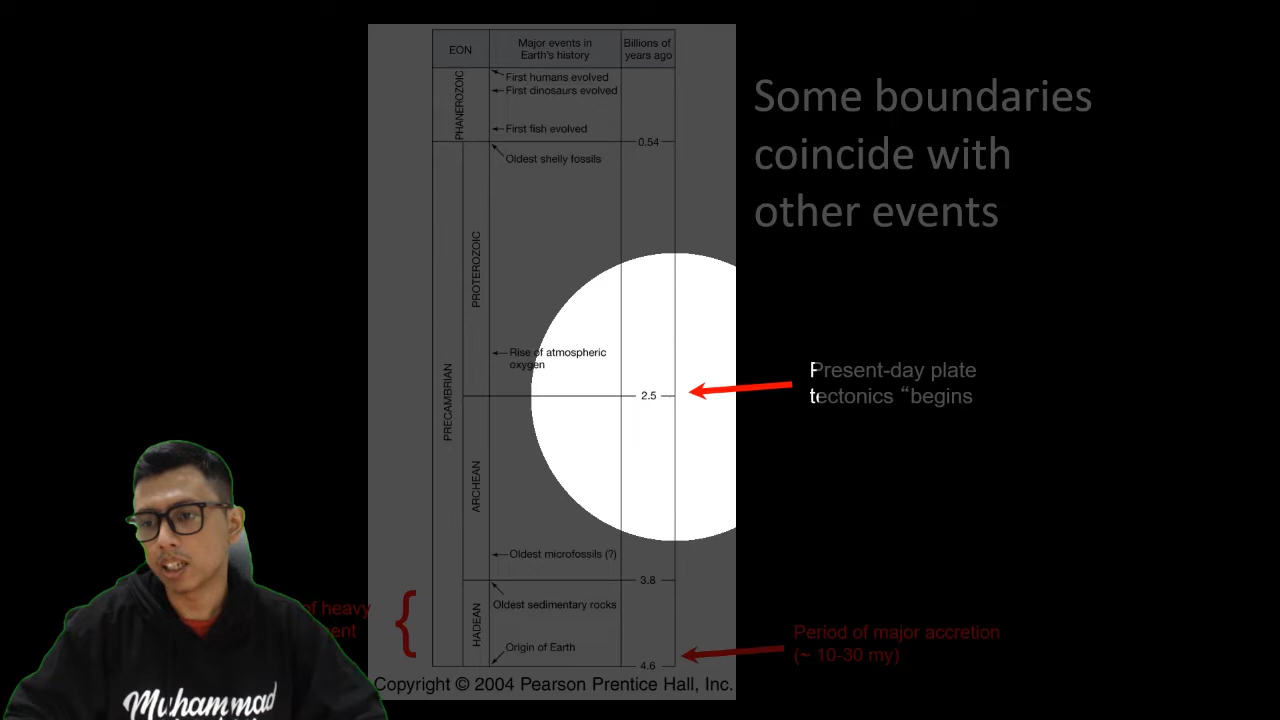 EON
Major events in
Earth's history
Billions of
years ago
PHANEROZOIC
First humans evolved
First dinosaurs evolved
First fish evolved
0.54
Oldest shelly fossils
PRECAMBRIAN
PROTEROZOIC
Rise of atmospheric
oxygen
2.5
ARCHEAN
Oldest microfossils (?)
3.8
HADEAN
Oldest sedimentary rocks
Origin of Earth
4.6
Copyright © 2004 Pearson Prentice Hall, Inc.
Some boundaries
coincide with
other events
Present-day plate
tectonics “begins
Period of major accretion
(~ 10-30 my)
of heavy
Muhammad